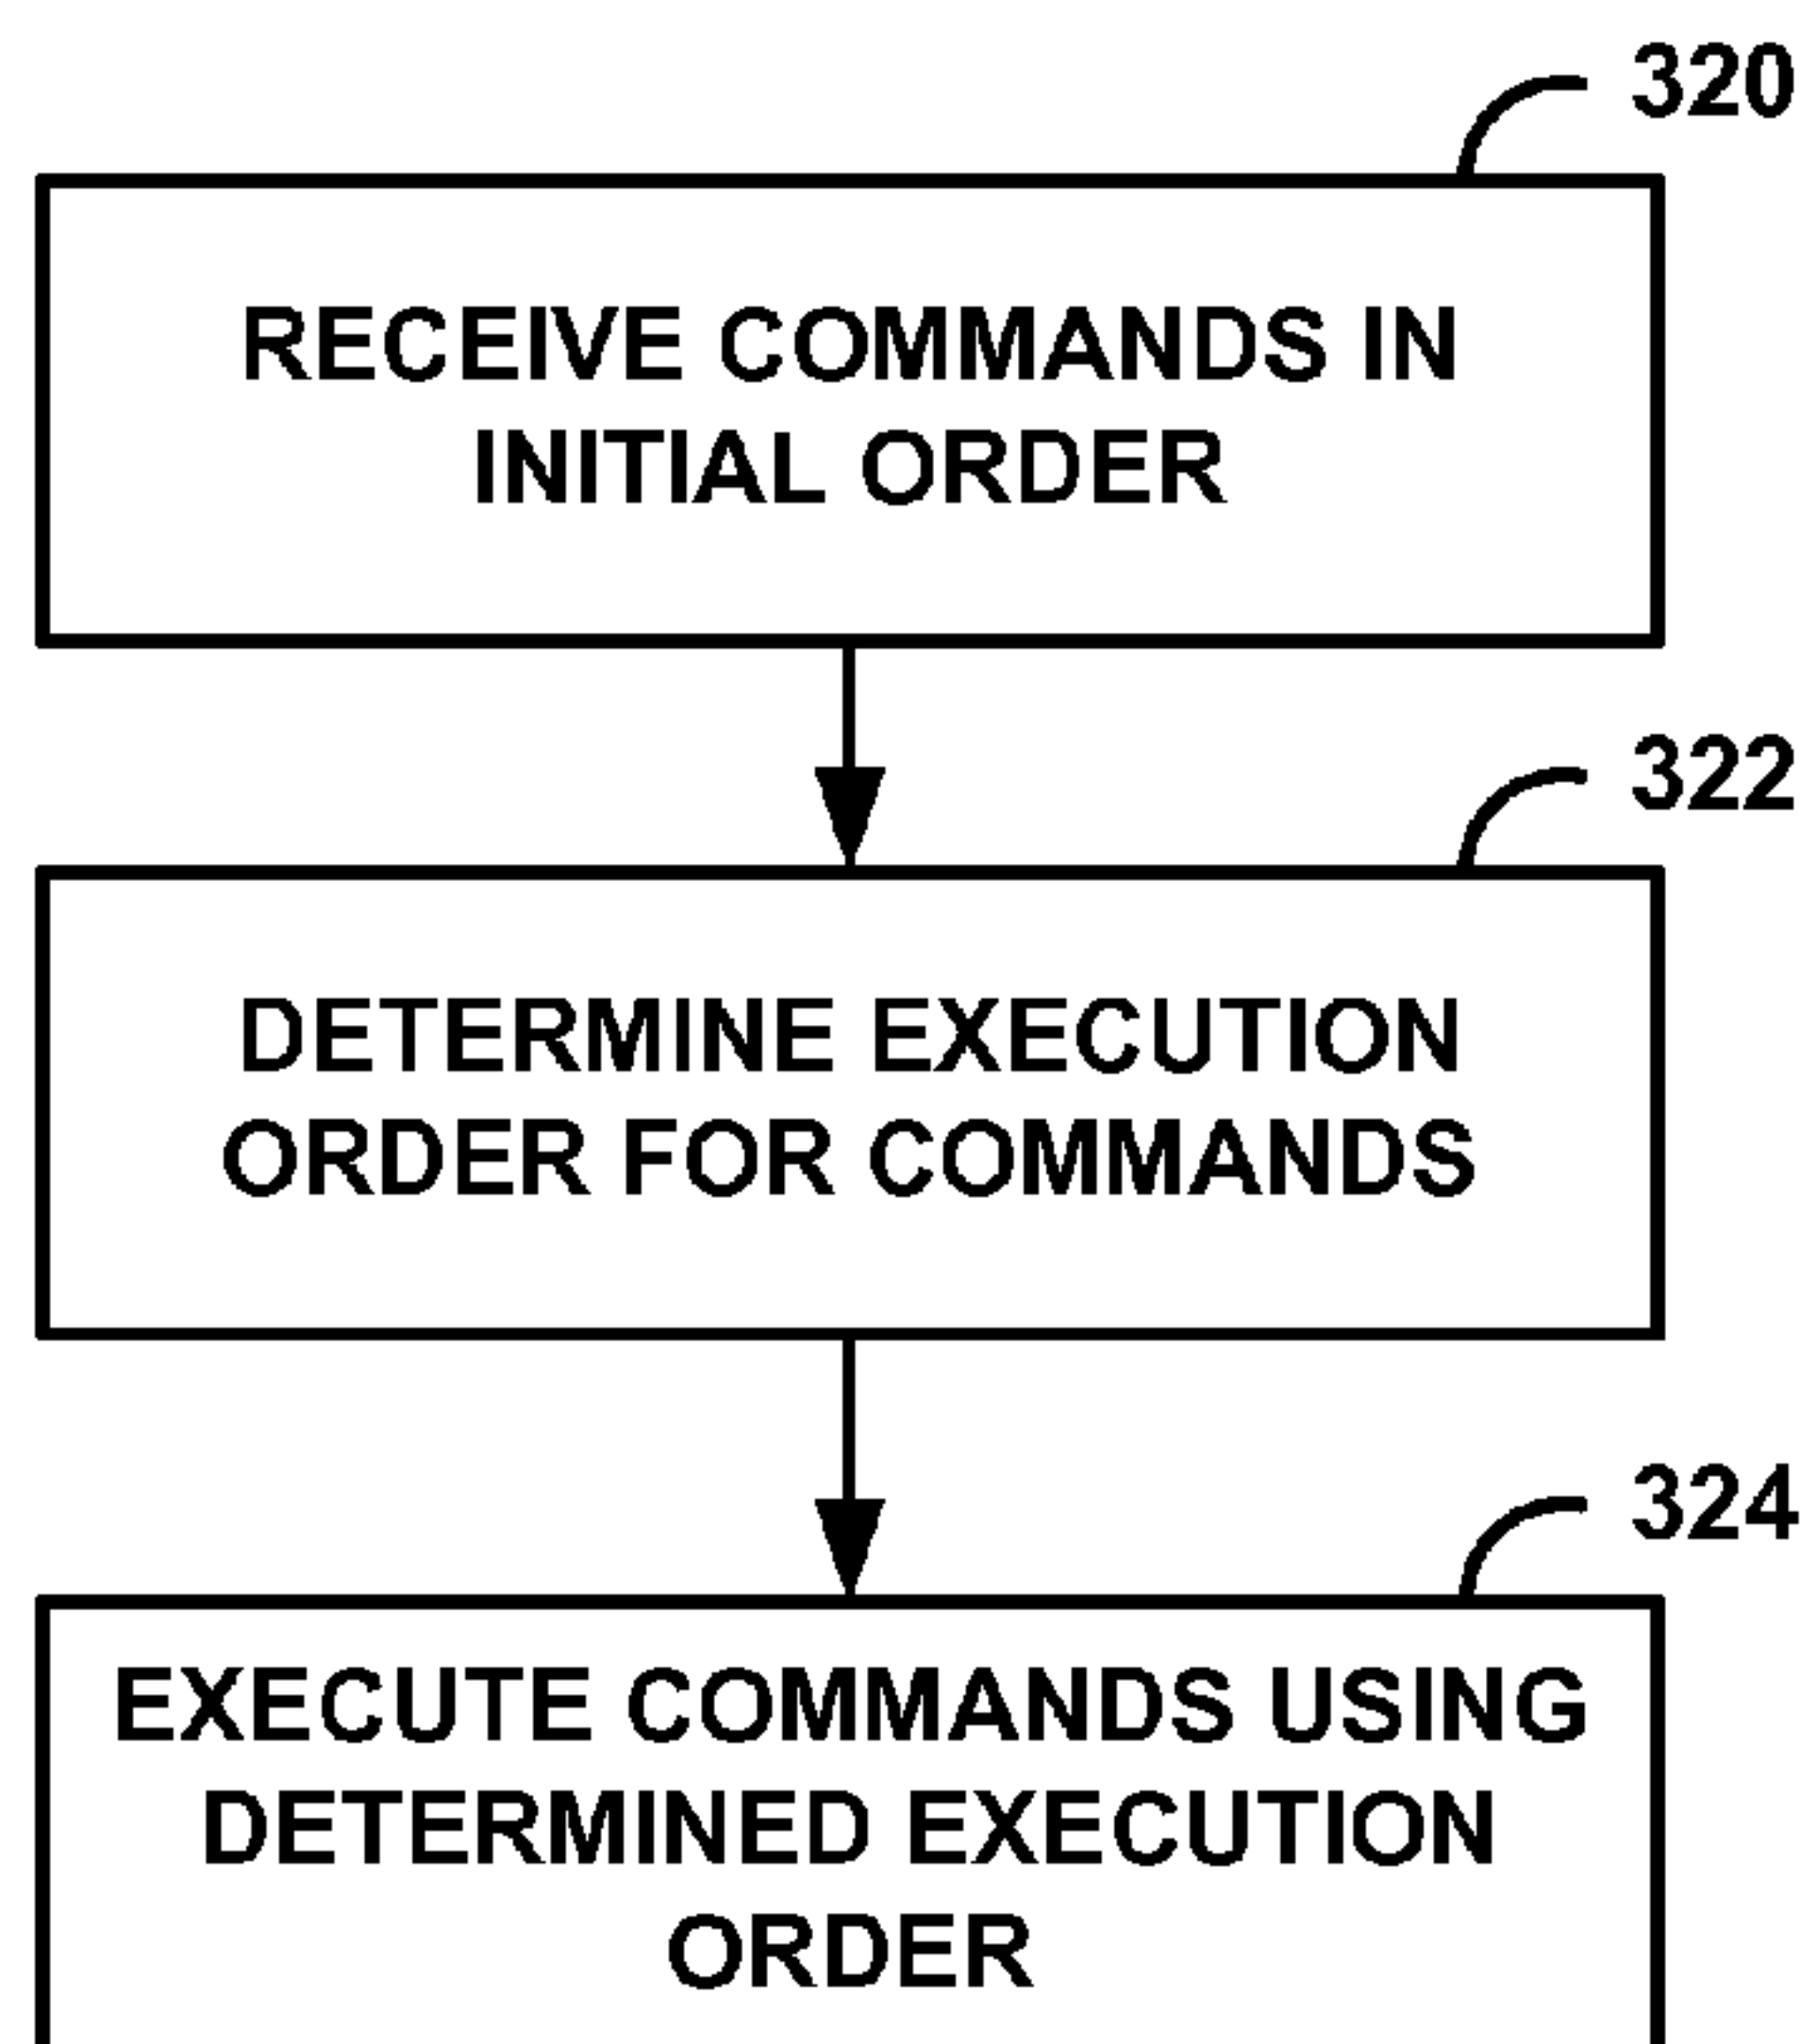 320
RECEIVE COMMANDS IN
INITIAL ORDER
322
DETERMINE EXECUTION
ORDER FOR COMMANDS
324
EXECUTE COMMANDS USING
DETERMINED EXECUTION
ORDER